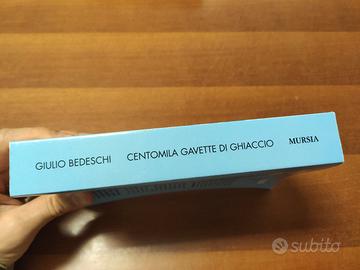 GIULIO BEDESCHI CENTOMILA GAVETTE DI GHIACCIO MURSIA
subito